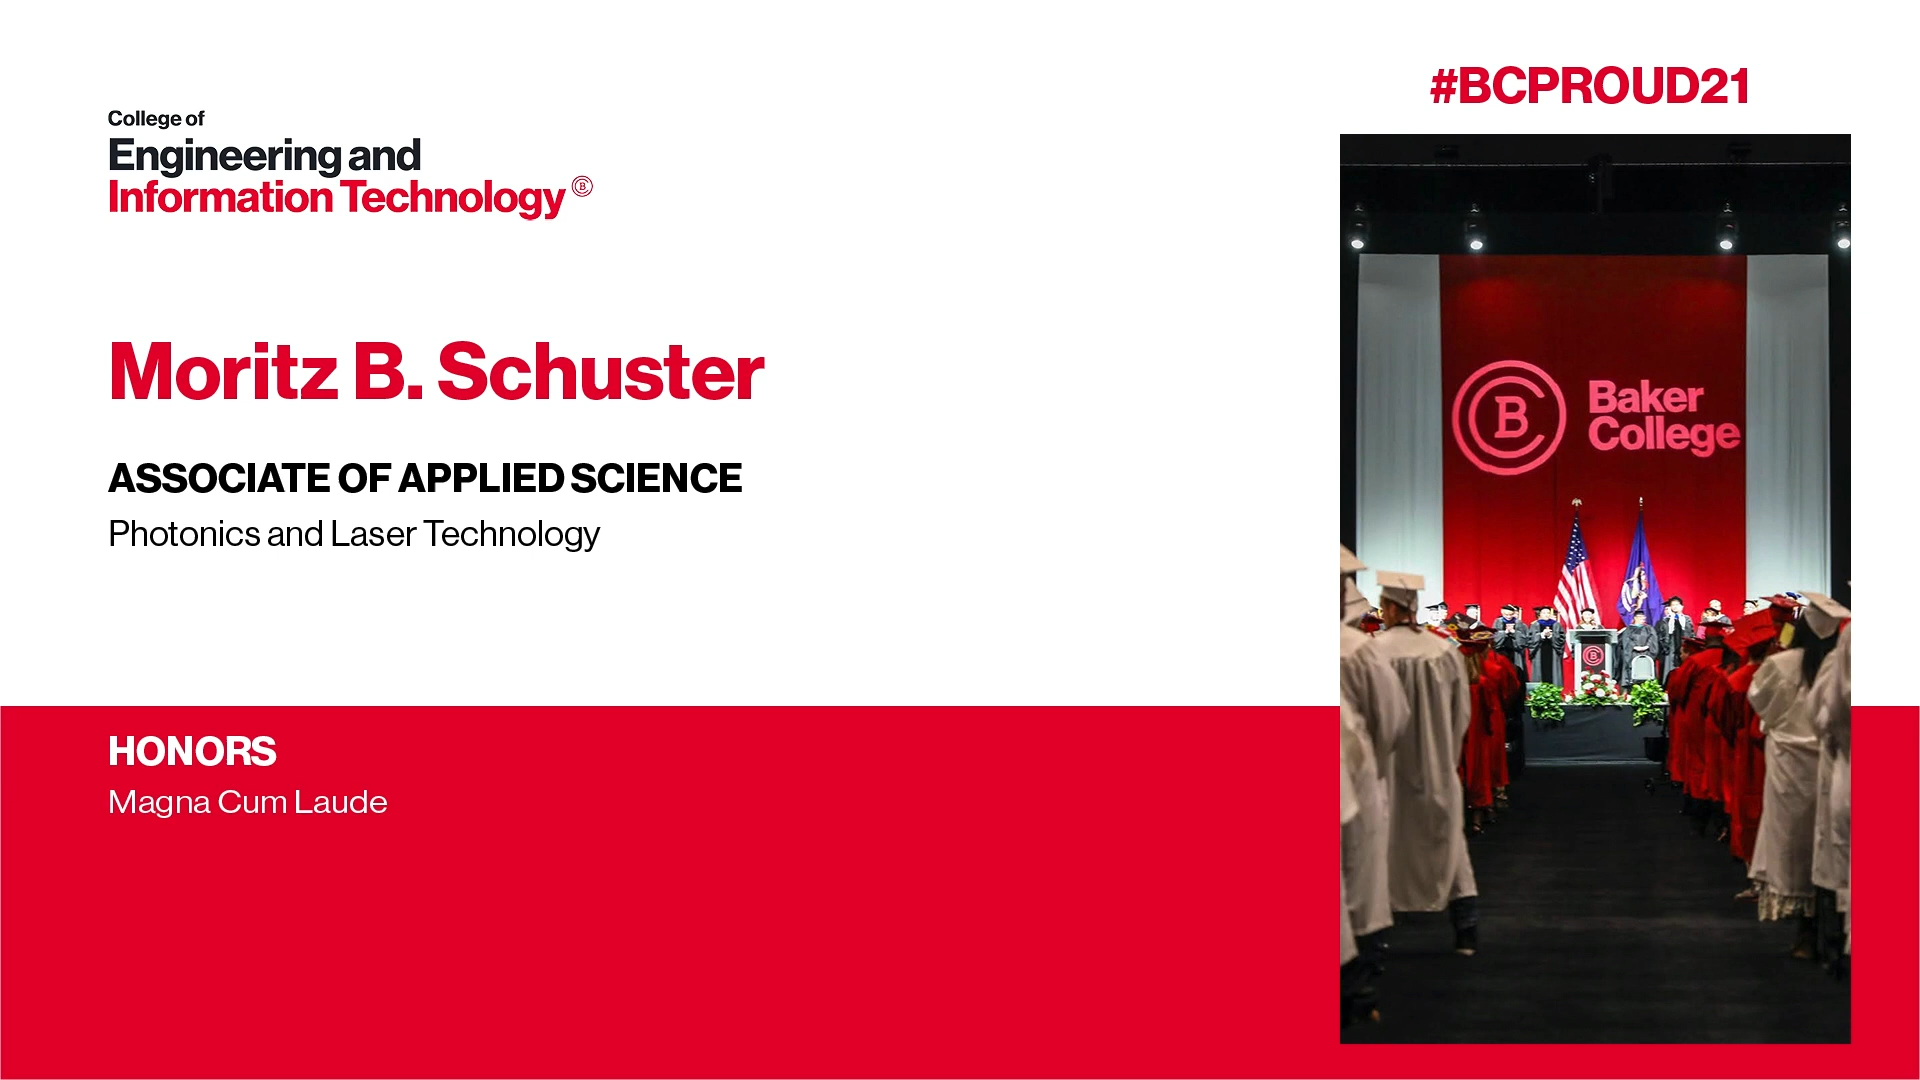 #BCPROUD21
College of
Engineering and
Information Technology B
Moritz B. Schuster
ASSOCIATE OF APPLIED SCIENCE
Photonics and Laser Technology
HONORS
Magna Cum Laude
B
Baker
College
B